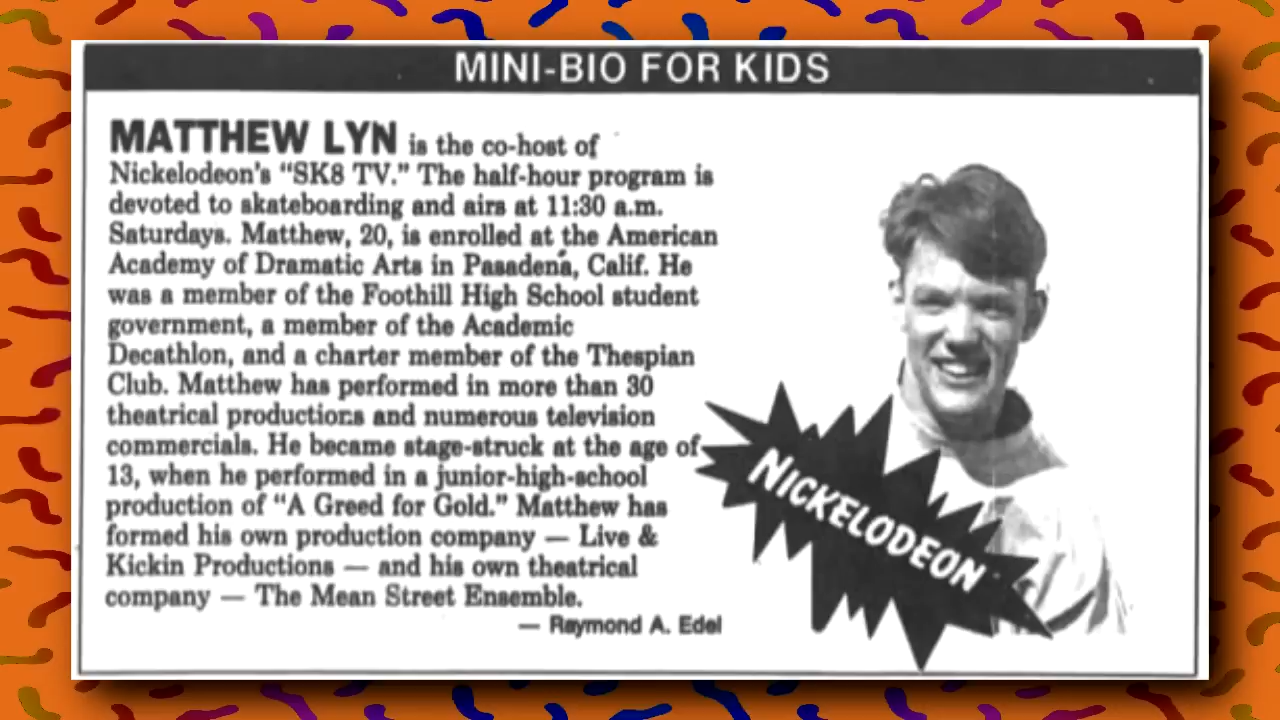 MINI-BIO FOR KIDS
MATTHEW LYN is the co-host of
Nickelodeon's “SK8 TV.” The half-hour program is
devoted to skateboarding and airs at 11:30 a.m.
Saturdays. Matthew, 20, is enrolled at the American
Academy of Dramatic Arts in Pasadena, Calif. He
was a member of the Foothill High School student
government, a member of the Academic
Decathlon, and a charter member of the Thespian
Club. Matthew has performed in more than 30
theatrical productions and numerous television
commercials. He became stage-struck at the age of
13, when he performed in a junior-high-school
production of “A Greed for Gold.” Matthew has
formed his own production company — Live &
Kickin Productions — and his own theatrical
company — The Mean Street Ensemble.
— Raymond A. Edel
NICKELODEON